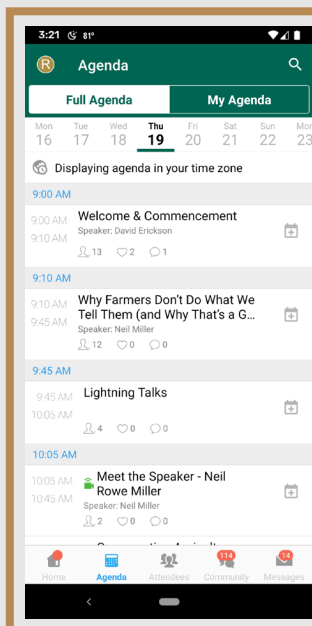 3:21 81°
R Agenda
Full Agenda My Agenda
Mon Tue Wed Thu Fri Sat Sun Mon
16 17 18 19 20 21 22 23
Displaying agenda in your time zone
9:00 AM
9:00 AM Welcome & Commencement
Speaker: David Erickson
9:10 AM
13 2 1
9:10 AM
9:10 AM Why Farmers Don't Do What We
9:45 AM Tell Them (and Why That's a G...
Speaker: Neil Miller
12 0 0
9:45 AM
9:45 AM Lightning Talks
10:05 AM
4 0 0
10:05 AM
10:05 AM Meet the Speaker - Neil
10:45 AM Rowe Miller
Speaker: Neil Miller
2 0 0
114 14
Home Agenda Attendees Community Messages